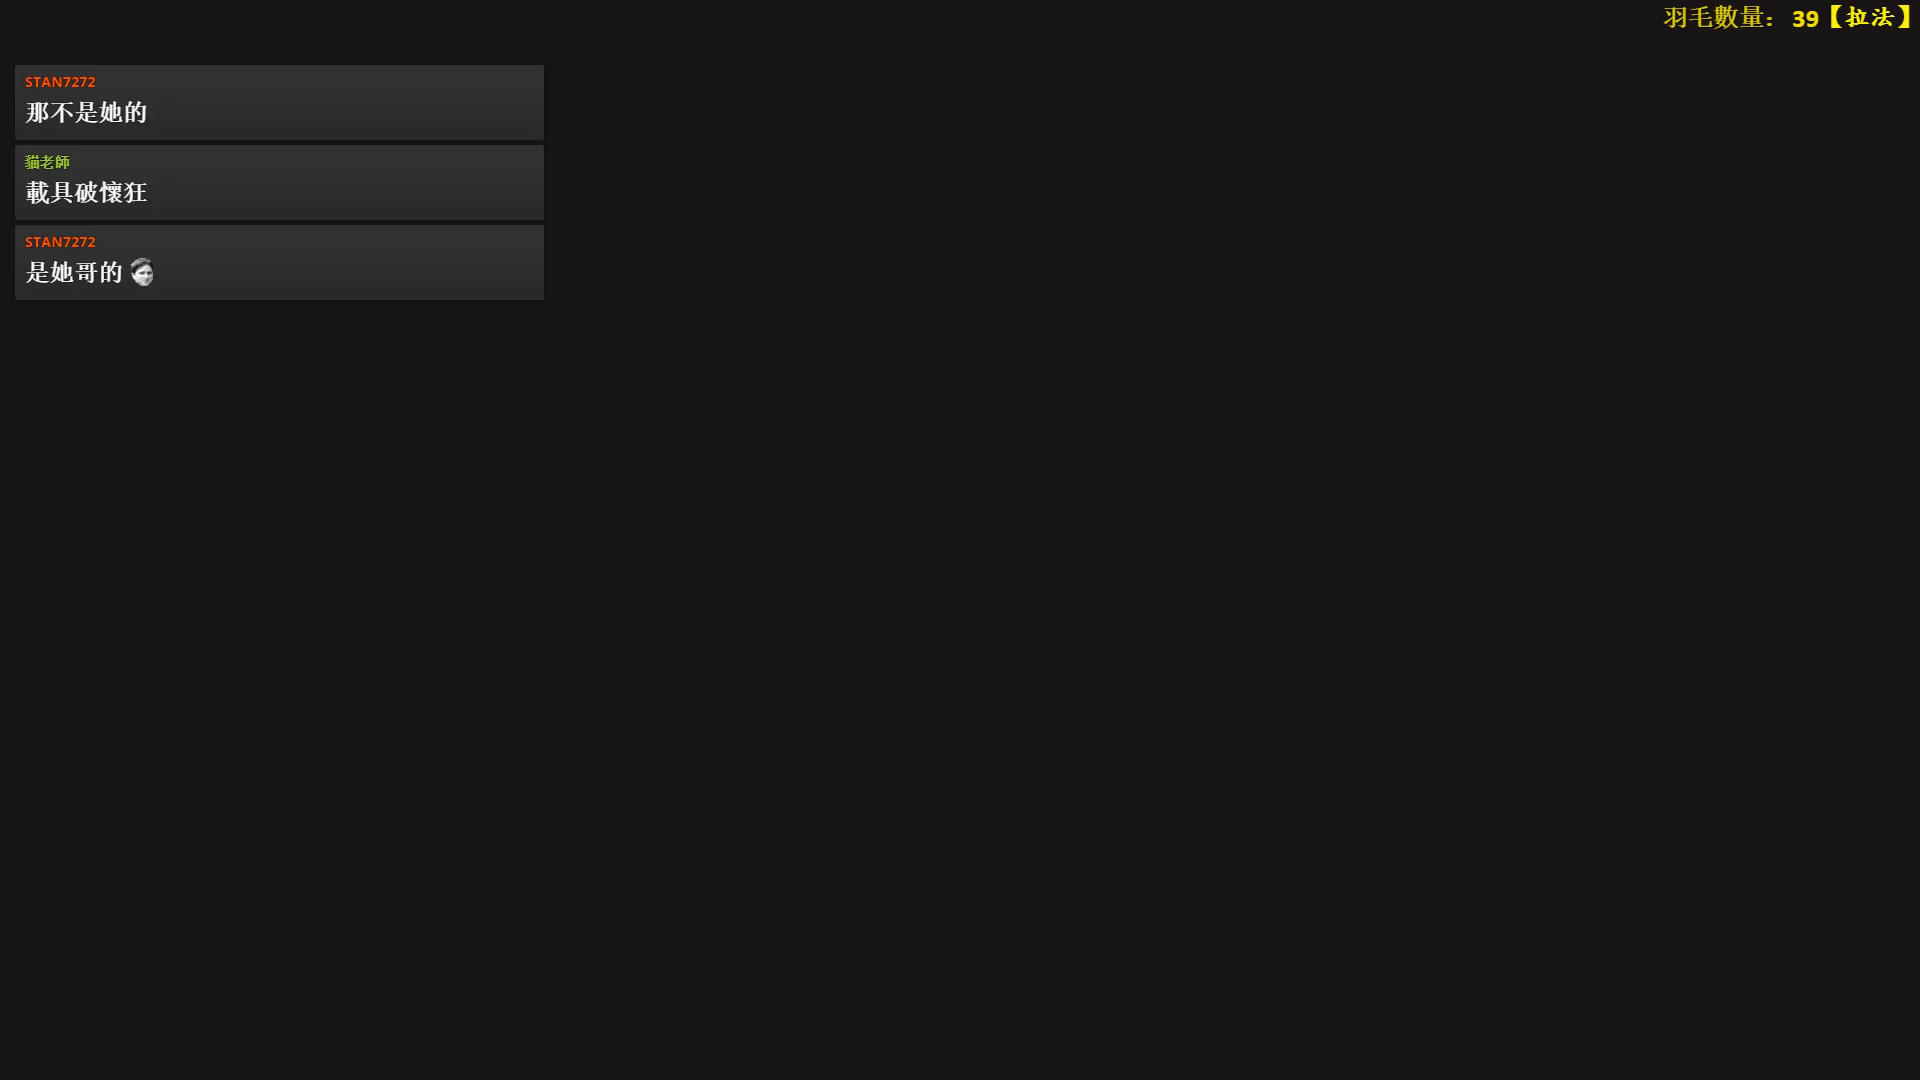 羽毛數量： 39【拉法】
STAN7272
那不是她的
貓老師
載具破懷狂
STAN7272
是她哥的